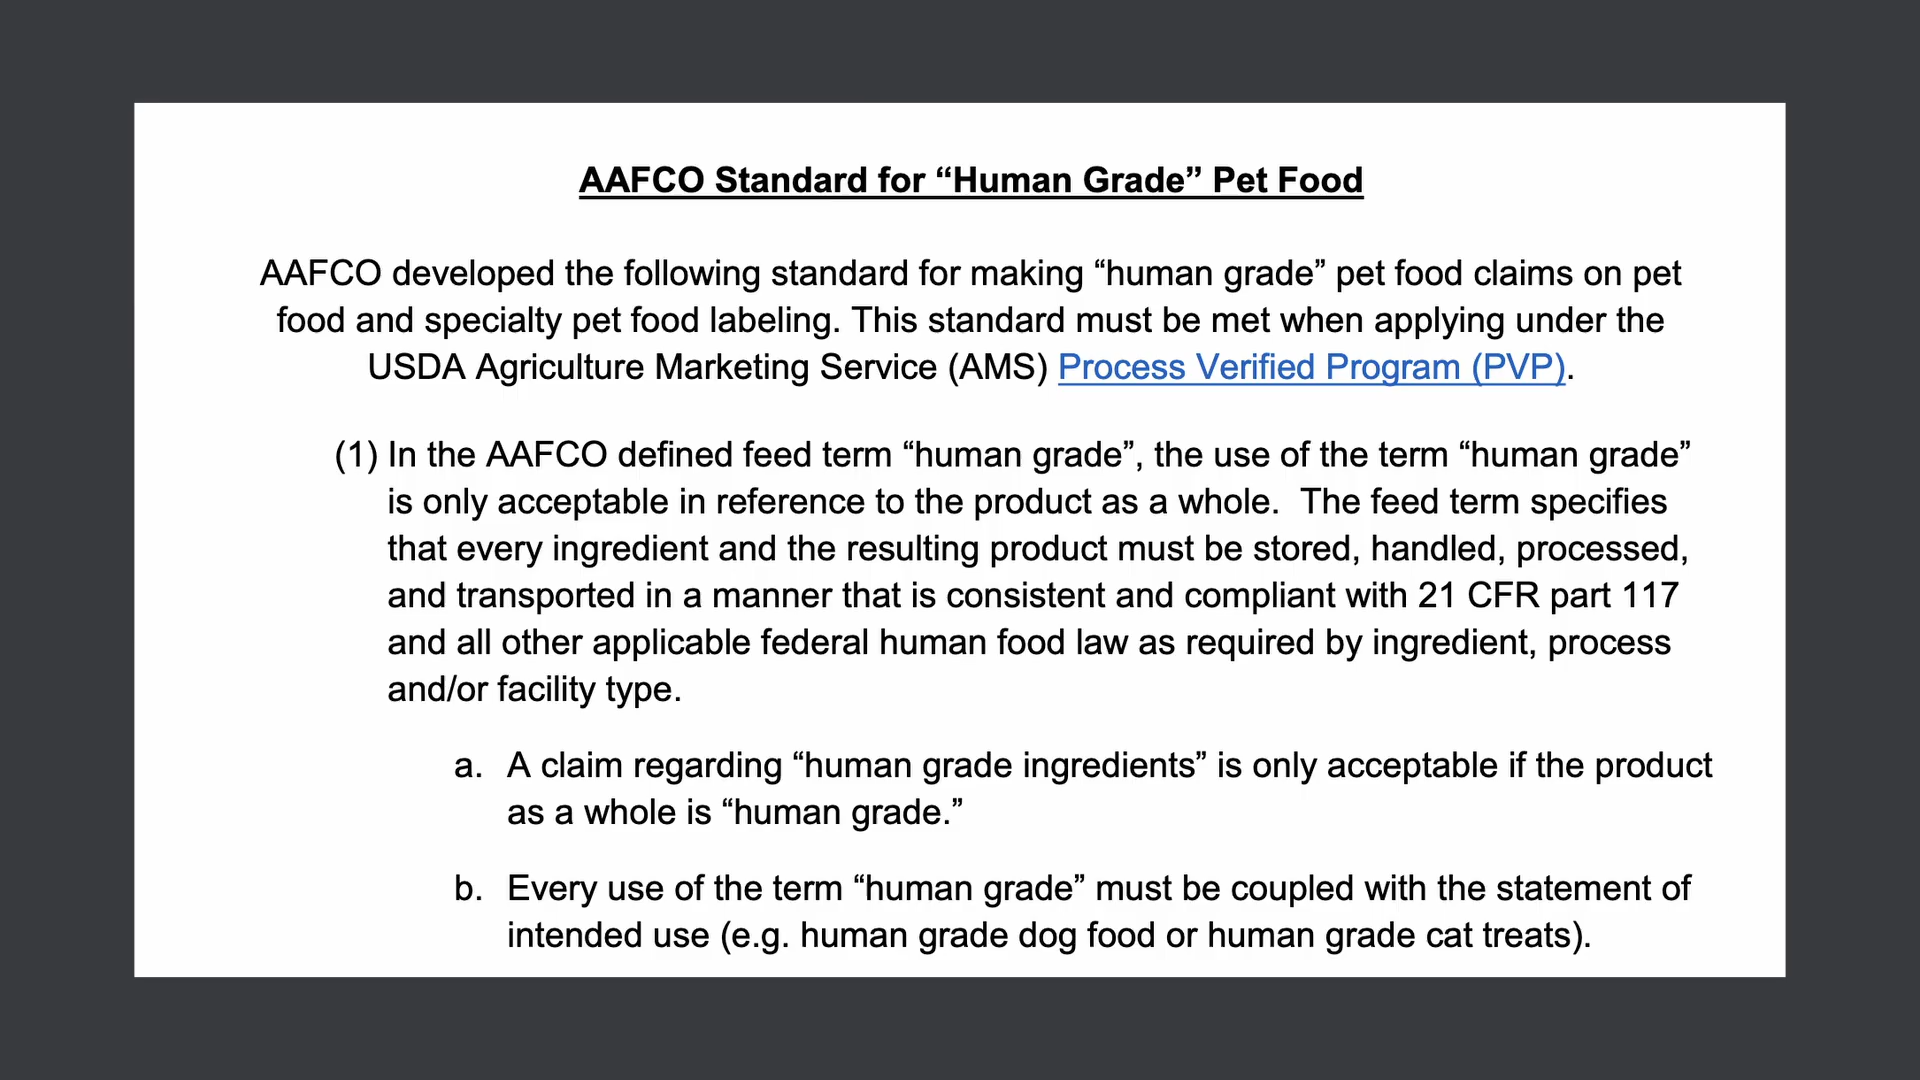 AAFCO Standard for “Human Grade” Pet Food
AAFCO developed the following standard for making “human grade” pet food claims on pet
food and specialty pet food labeling. This standard must be met when applying under the
USDA Agriculture Marketing Service (AMS) Process Verified Program (PVP).
(1) In the AAFCO defined feed term “human grade”, the use of the term “human grade”
is only acceptable in reference to the product as a whole.  The feed term specifies
that every ingredient and the resulting product must be stored, handled, processed,
and transported in a manner that is consistent and compliant with 21 CFR part 117
and all other applicable federal human food law as required by ingredient, process
and/or facility type.
a. A claim regarding “human grade ingredients” is only acceptable if the product
as a whole is “human grade.”
b. Every use of the term “human grade” must be coupled with the statement of
intended use (e.g. human grade dog food or human grade cat treats).